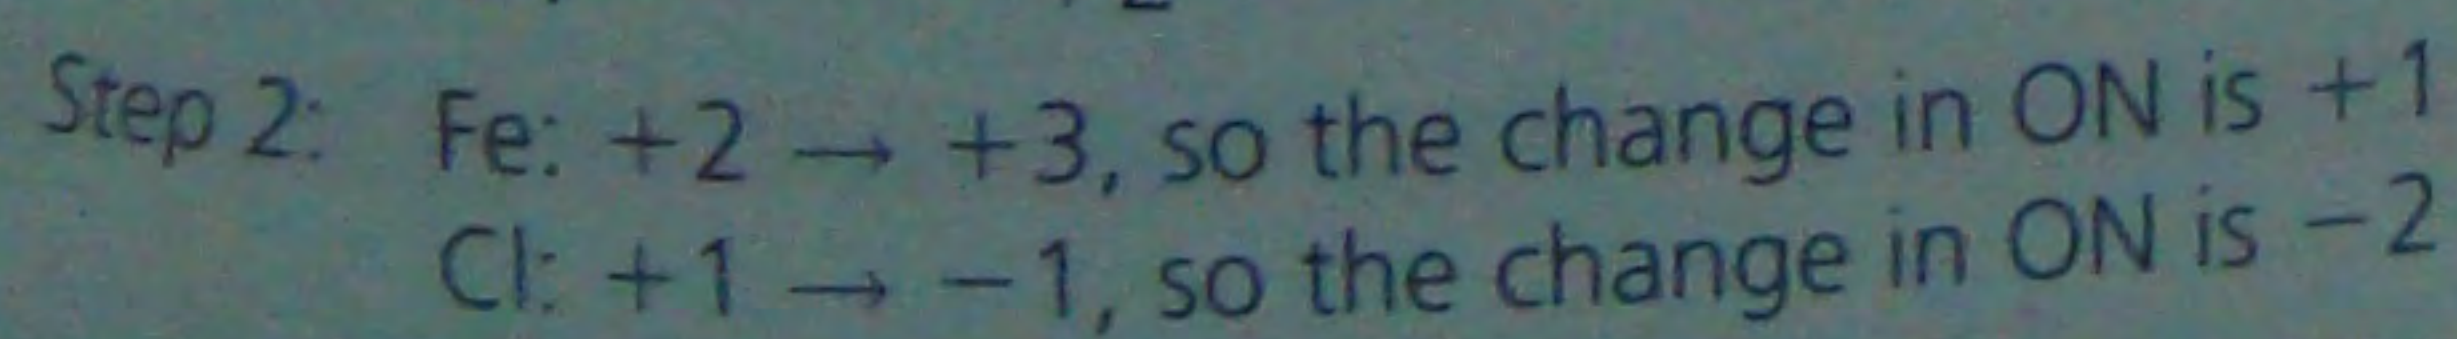 Step 2: Fe: +2 → +3, so the change in ON is +1
Cl: +1 → −1, so the change in ON is −2